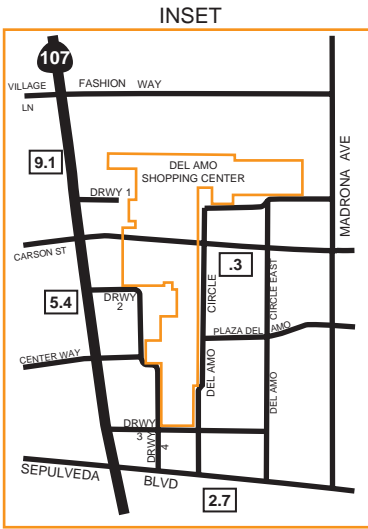 INSET
107
VILLAGE
LN
FASHION WAY
MADRONA AVE
DEL AMO
SHOPPING CENTER
9.1
DRWY 1
CARSON ST
.3
CIRCLE
CIRCLE EAST
5.4
DRWY
2
PLAZA DEL AMO
CENTER WAY
DEL AMO
DEL AMO
DRWY
3
DRWY
4
SEPULVEDA BLVD
2.7